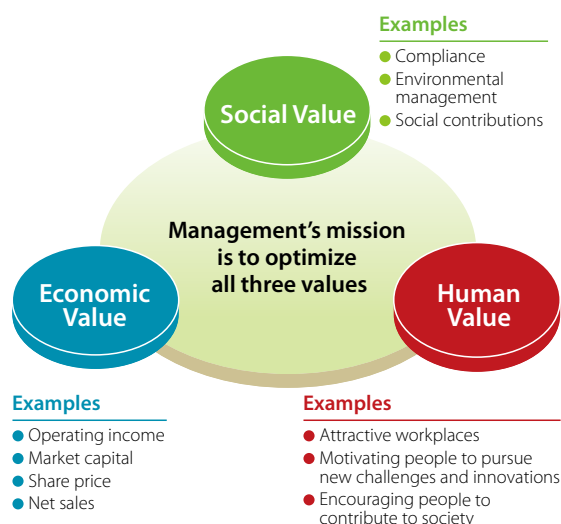 Examples
● Compliance
● Environmental
management
● Social contributions
Social Value
Management’s mission
is to optimize
all three values
Economic
Value
Human
Value
Examples
● Operating income
● Market capital
● Share price
● Net sales
Examples
● Attractive workplaces
● Motivating people to pursue
new challenges and innovations
● Encouraging people to
contribute to society